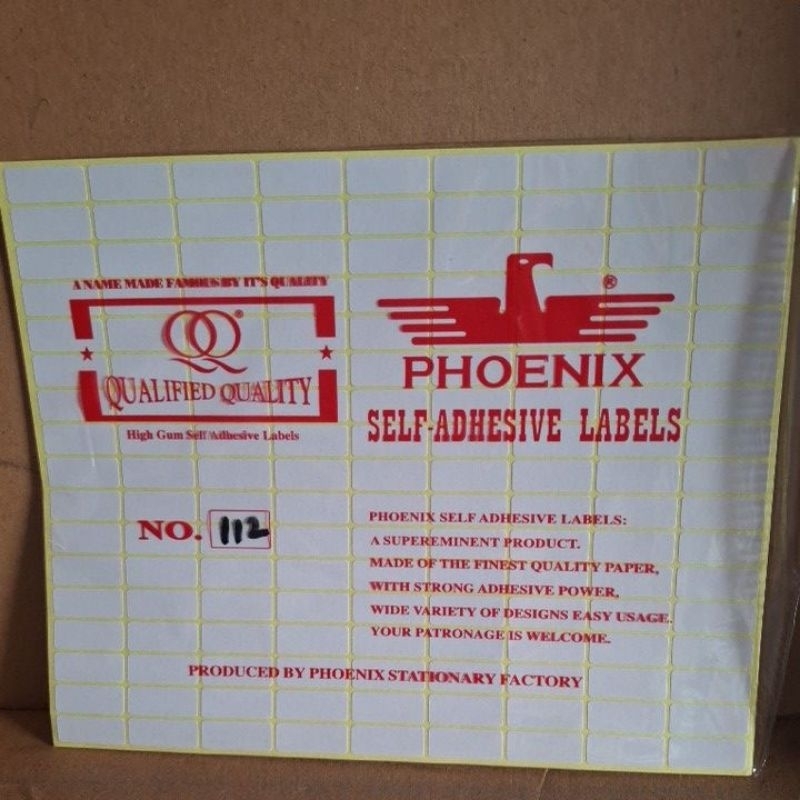 A NAME MADE FAMOUS BY IT'S QUALITY
QQ®
QUALIFIED QUALITY
High Gum Self Adhesive Labels
®
PHOENIX
SELF-ADHESIVE LABELS
NO. 112
PHOENIX SELF ADHESIVE LABELS:
A SUPEREMINENT PRODUCT.
MADE OF THE FINEST QUALITY PAPER,
WITH STRONG ADHESIVE POWER,
WIDE VARIETY OF DESIGNS EASY USAGE.
YOUR PATRONAGE IS WELCOME.
PRODUCED BY PHOENIX STATIONARY FACTORY